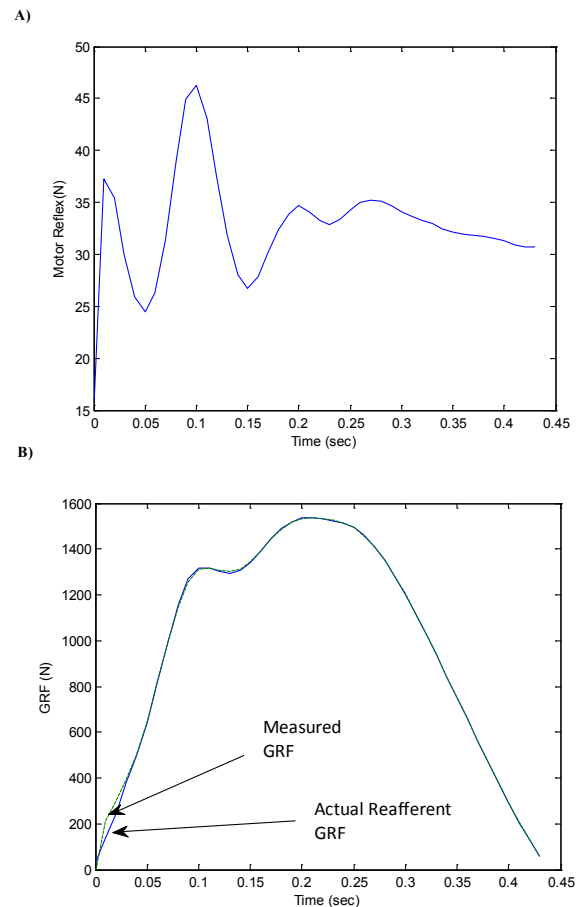 A)
50
45
40
35
30
25
20
15
Motor Reflex(N)
0 0.05 0.1 0.15 0.2 0.25 0.3 0.35 0.4 0.45
Time (sec)
B)
1600
1400
1200
1000
800
600
400
200
0
GRF (N)
Measured
GRF
Actual Reafferent
GRF
0 0.05 0.1 0.15 0.2 0.25 0.3 0.35 0.4 0.45
Time (sec)